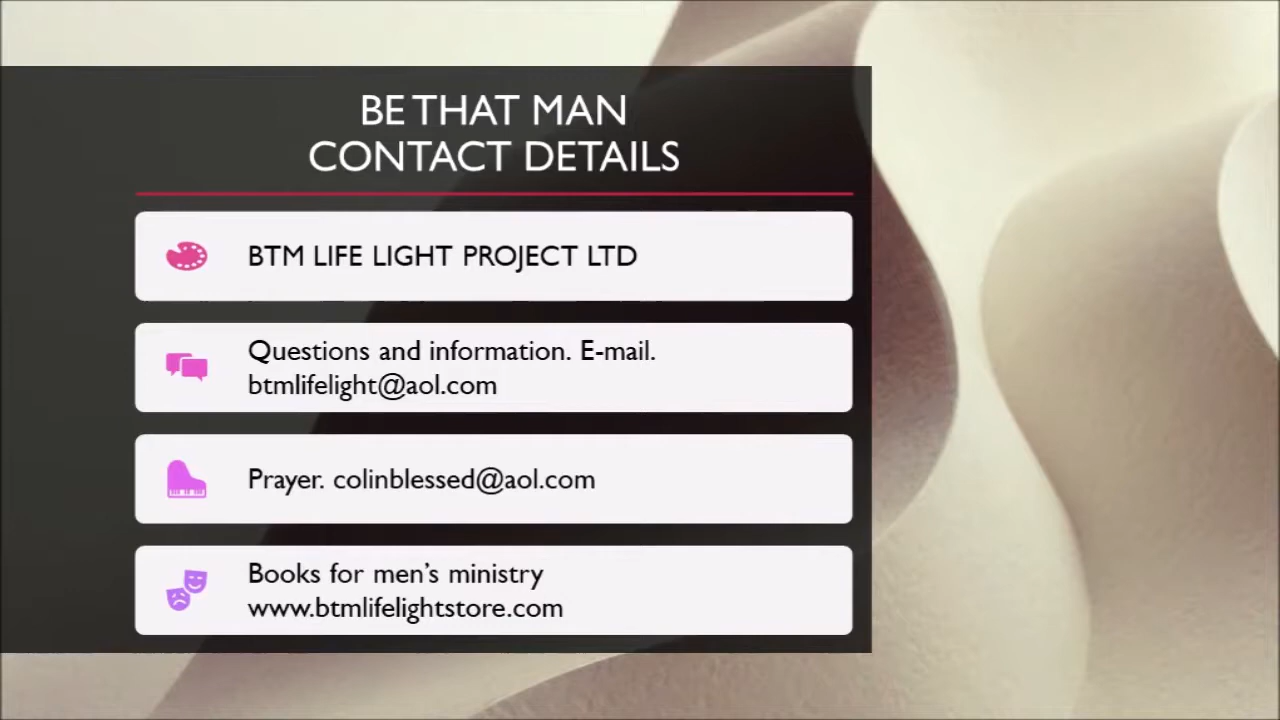 BE THAT MAN
CONTACT DETAILS
BTM LIFE LIGHT PROJECT LTD
Questions and information. E-mail.
btmlifelight@aol.com
Prayer. colinblessed@aol.com
Books for men’s ministry
www.btmlifelightstore.com